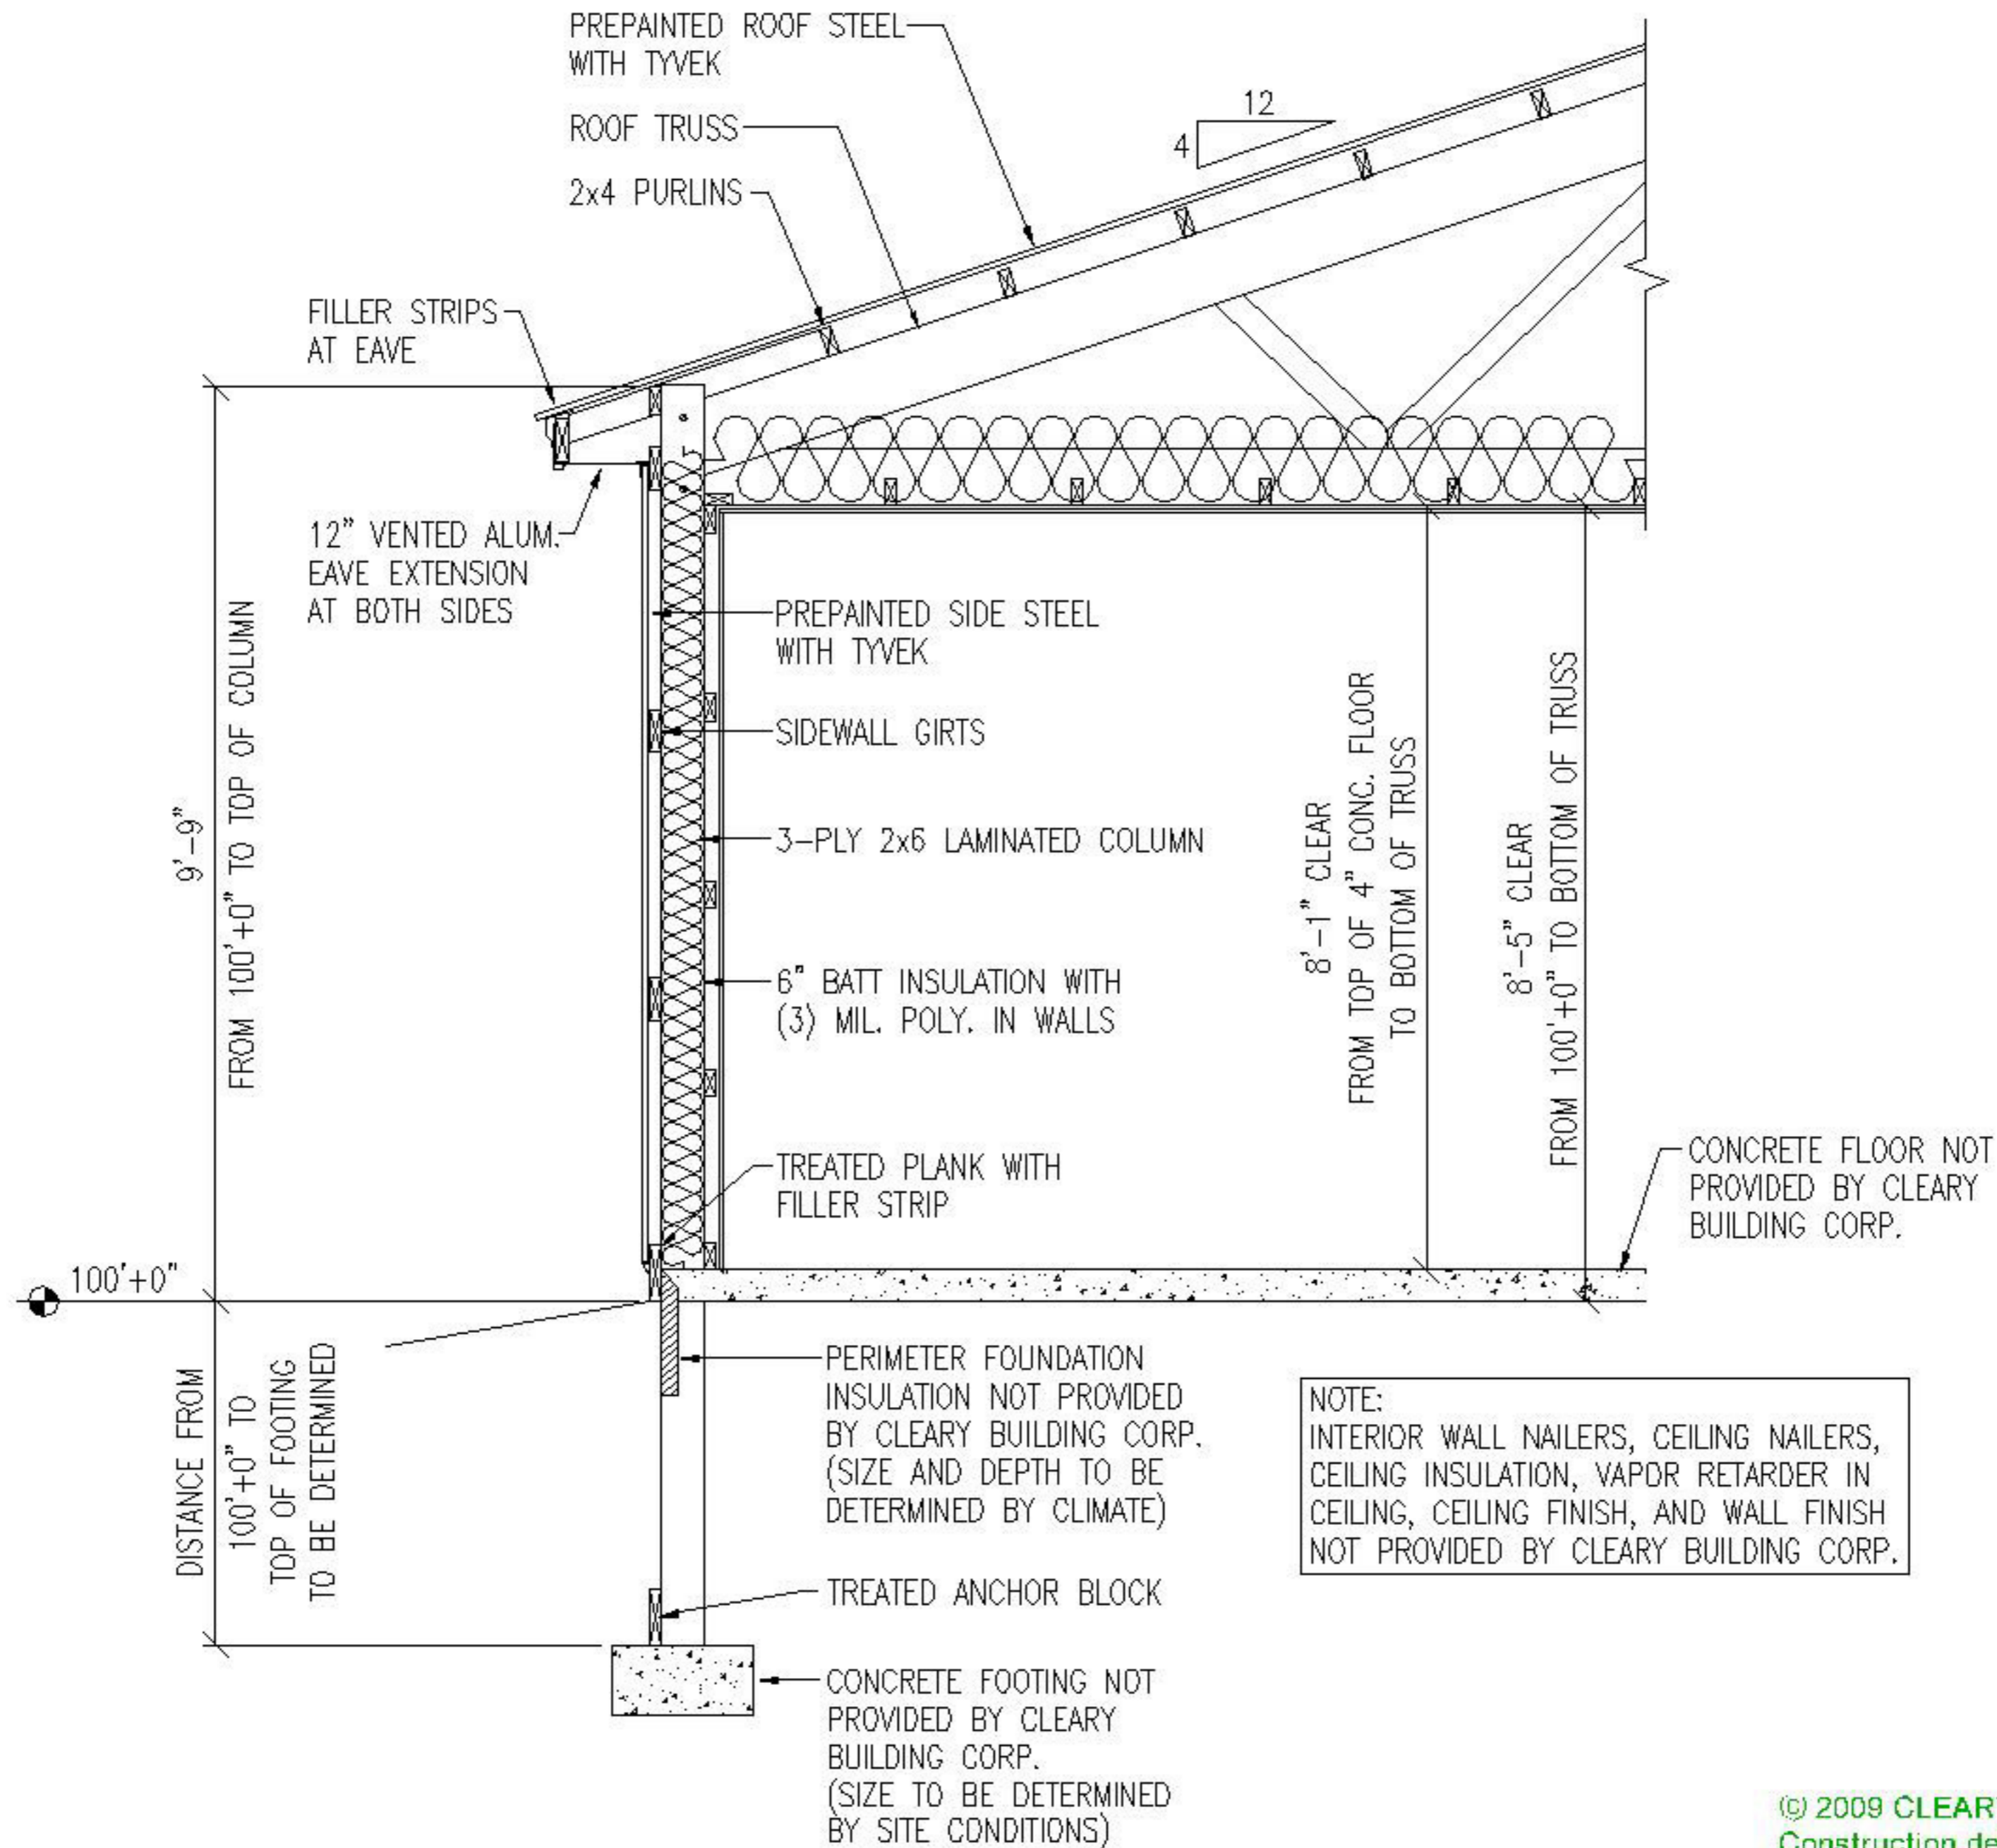 PREPAINTED ROOF STEEL
WITH TYVEK
ROOF TRUSS
2x4 PURLINS
12
4
FILLER STRIPS
AT EAVE
12" VENTED ALUM.
EAVE EXTENSION
AT BOTH SIDES
PREPAINTED SIDE STEEL
WITH TYVEK
SIDEWALL GIRTS
3-PLY 2x6 LAMINATED COLUMN
6" BATT INSULATION WITH
(3) MIL. POLY. IN WALLS
TREATED PLANK WITH
FILLER STRIP
9'-9"
FROM 100'+0" TO TOP OF COLUMN
8'-1" CLEAR
FROM TOP OF 4" CONC. FLOOR
TO BOTTOM OF TRUSS
8'-5" CLEAR
FROM 100'+0" TO BOTTOM OF TRUSS
CONCRETE FLOOR NOT
PROVIDED BY CLEARY
BUILDING CORP.
100'+0"
DISTANCE FROM
100'+0" TO
TOP OF FOOTING
TO BE DETERMINED
PERIMETER FOUNDATION
INSULATION NOT PROVIDED
BY CLEARY BUILDING CORP.
(SIZE AND DEPTH TO BE
DETERMINED BY CLIMATE)
NOTE:
INTERIOR WALL NAILERS, CEILING NAILERS,
CEILING INSULATION, VAPOR RETARDER IN
CEILING, CEILING FINISH, AND WALL FINISH
NOT PROVIDED BY CLEARY BUILDING CORP.
TREATED ANCHOR BLOCK
CONCRETE FOOTING NOT
PROVIDED BY CLEARY
BUILDING CORP.
(SIZE TO BE DETERMINED
BY SITE CONDITIONS)
© 2009 CLEAR
Construction de